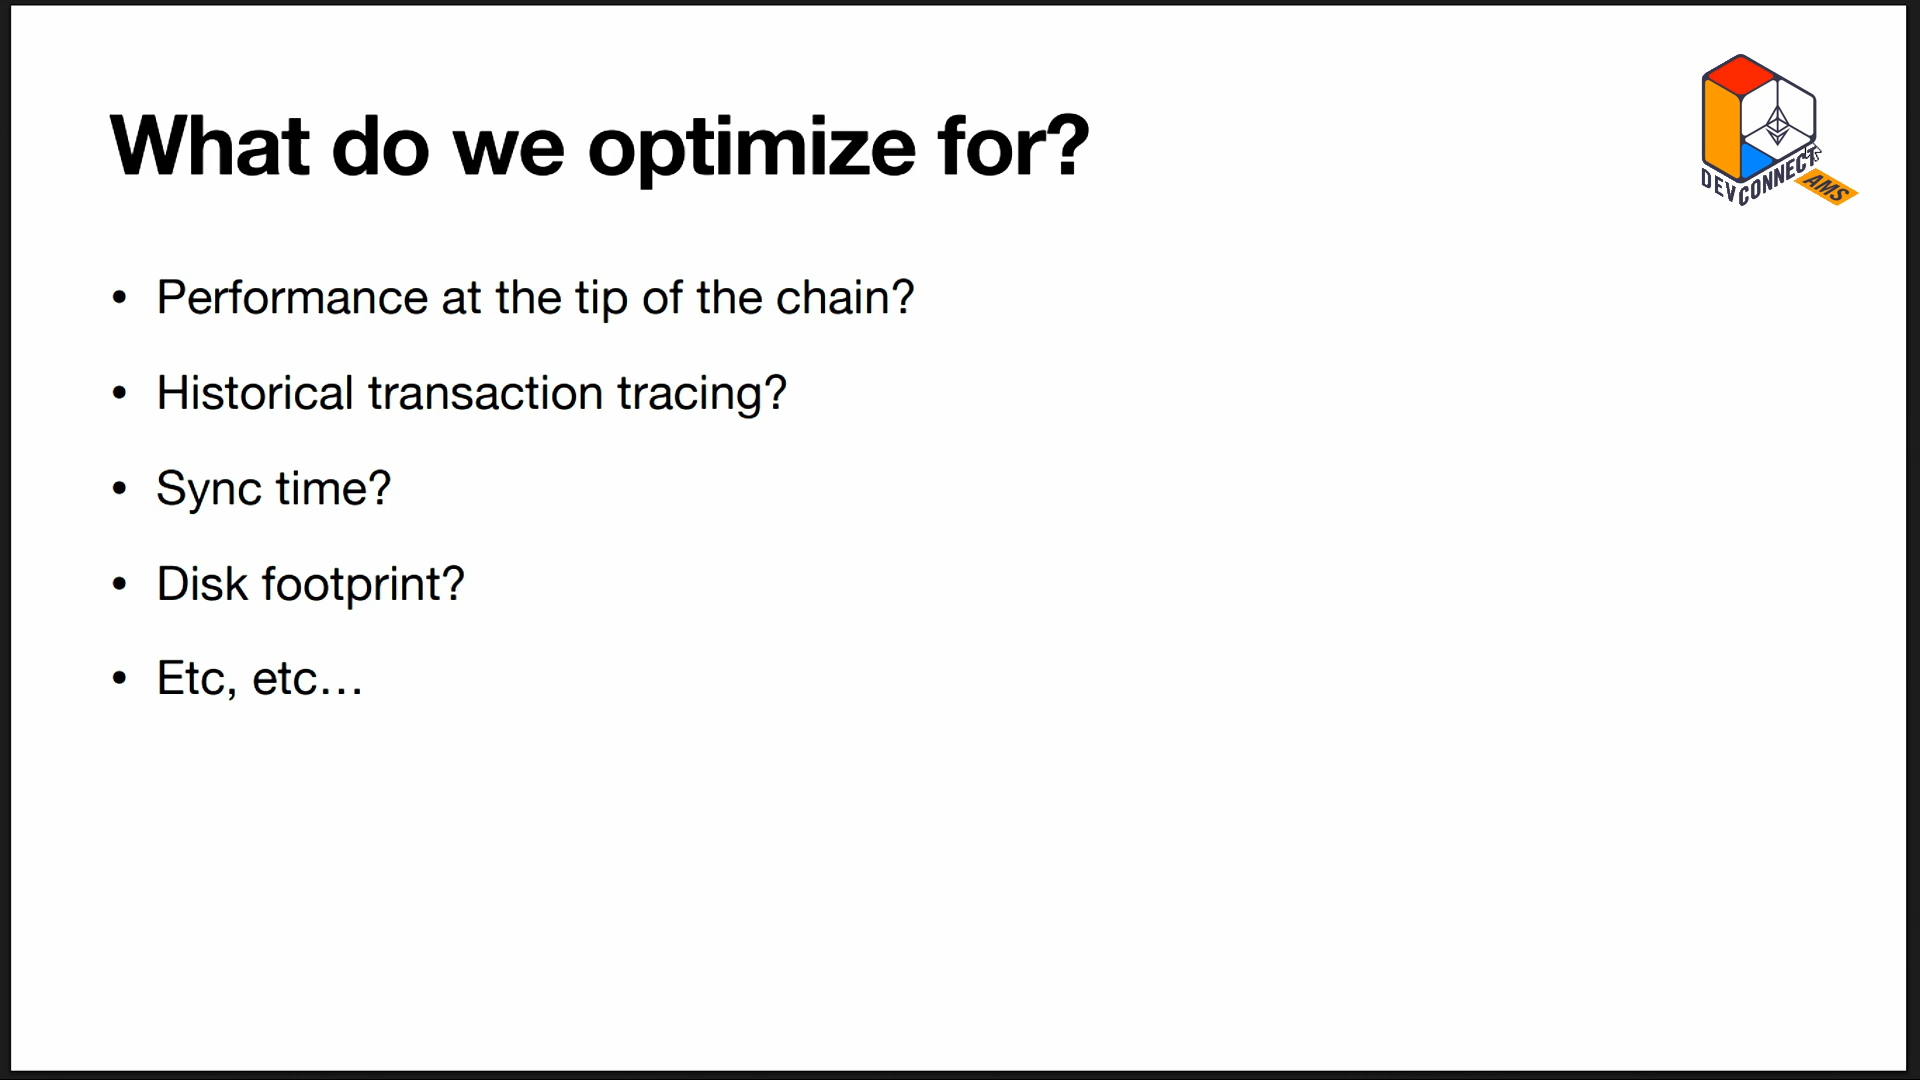 What do we optimize for?
• Performance at the tip of the chain?
• Historical transaction tracing?
• Sync time?
• Disk footprint?
• Etc, etc…
DEVCONNECT
AMS